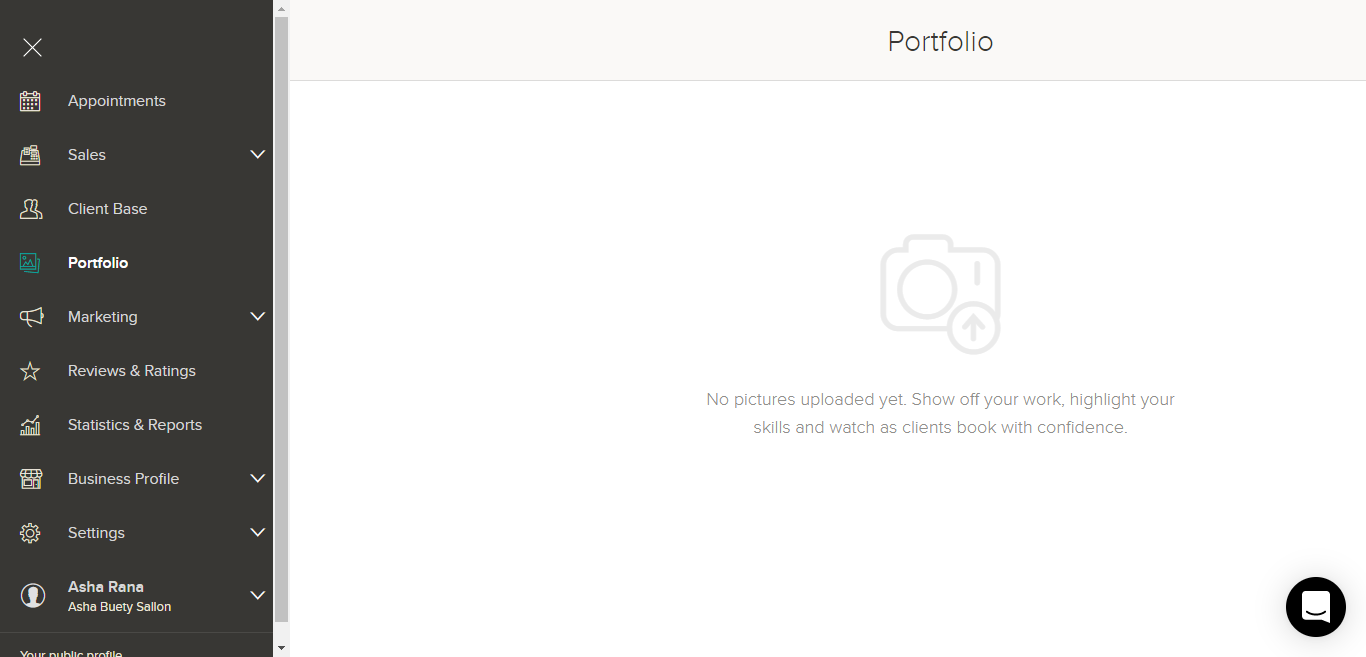 Portfolio
Appointments
Sales
Client Base
Portfolio
Marketing
Reviews & Ratings
Statistics & Reports
Business Profile
Settings
Asha Rana
Asha Buety Sallon
Your public profile
No pictures uploaded yet. Show off your work, highlight your
skills and watch as clients book with confidence.